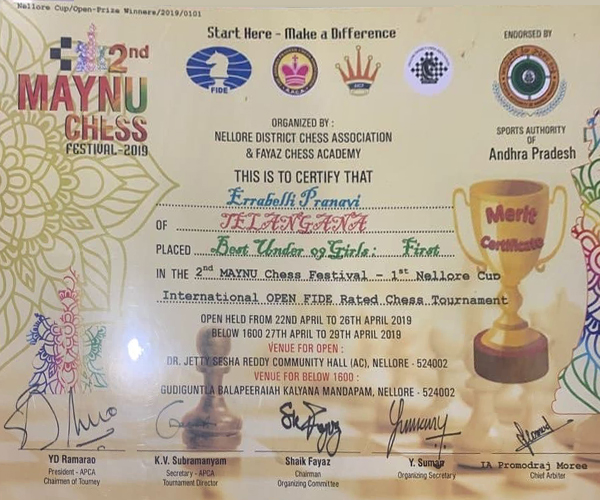 Nellore Cup/Open-Prize Winners/2019/0101
Start Here - Make a Difference
2nd
MAYNU
CHESS
FESTIVAL-2019
FIDE
ENDORSED BY
SPORTS AUTHORITY
OF
Andhra Pradesh
ORGANIZED BY :
NELLORE DISTRICT CHESS ASSOCIATION
& FAYAZ CHESS ACADEMY
THIS IS TO CERTIFY THAT
Errabelli Pranavi
OF TELANGANA
PLACED Best Under 09 Girls : First
IN THE 2nd MAYNU Chess Festival - 1st Nellore Cup
International OPEN FIDE Rated Chess Tournament
Merit
Certificate
OPEN HELD FROM 22ND APRIL TO 26TH APRIL 2019
BELOW 1600 27TH APRIL TO 29TH APRIL 2019
VENUE FOR OPEN :
DR. JETTY SESHA REDDY COMMUNITY HALL (AC), NELLORE - 524002
VENUE FOR BELOW 1600 :
GUDIGUNTLA BALAPEERAIAH KALYANA MANDAPAM, NELLORE - 524002
YD Ramarao
President - APCA
Chairmen of Tourney
K.V. Subramanyam
Secretary - APCA
Tournament Director
Shaik Fayaz
Chairman
Organizing Committee
Y. Suman
Organizing Secretary
IA Promodraj Moree
Chief Arbiter